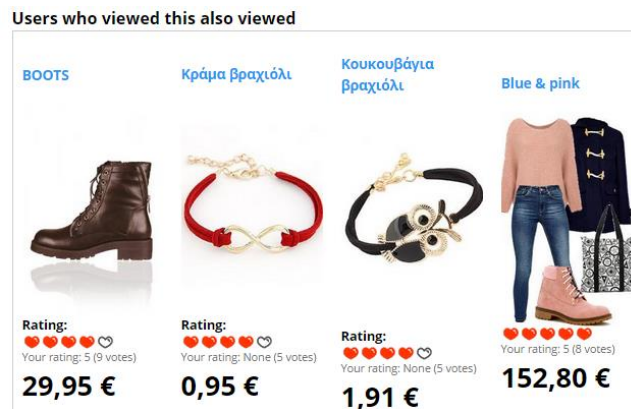 Users who viewed this also viewed
BOOTS
Rating:
Your rating: 5 (9 votes)
29,95 €
Κράμα βραχιόλι
Rating:
Your rating: None (5 votes)
0,95 €
Κουκουβάγια
βραχιόλι
Rating:
Your rating: None (5 votes)
1,91 €
Blue & pink
Your rating: 5 (8 votes)
152,80 €